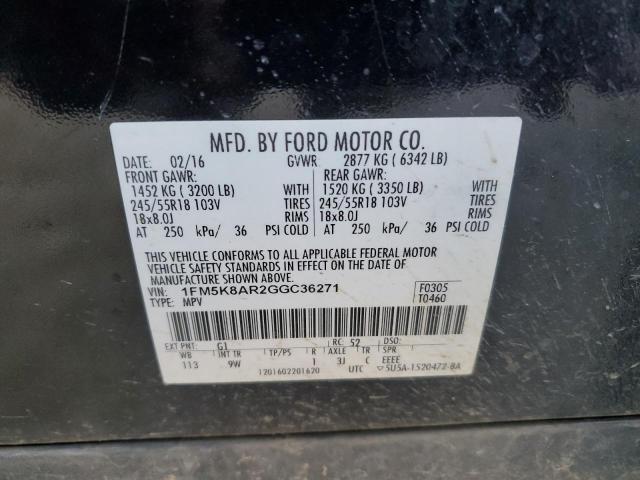 MFD. BY FORD MOTOR CO.
DATE: 02/16 GVWR 2877 KG ( 6342 LB)
FRONT GAWR: REAR GAWR:
1452 KG ( 3200 LB) WITH 1520 KG ( 3350 LB) WITH
245/55R18 103V TIRES 245/55R18 103V TIRES
18x8.0J RIMS 18x8.0J RIMS
AT 250 kPa/ 36 PSI COLD AT 250 kPa/ 36 PSI COLD
THIS VEHICLE CONFORMS TO ALL APPLICABLE FEDERAL MOTOR
VEHICLE SAFETY STANDARDS IN EFFECT ON THE DATE OF
MANUFACTURE SHOWN ABOVE.
VIN: 1FM5K8AR2GGC36271 F0305
TYPE: MPV T0460
EXT PNT: G1 RC: 52 DSO:
WB INT TR TP/PS R AXLE TR SPR
113 9W 1 3J C EEEE
1201602201620 UTC ▽5U5A-1520472-BA